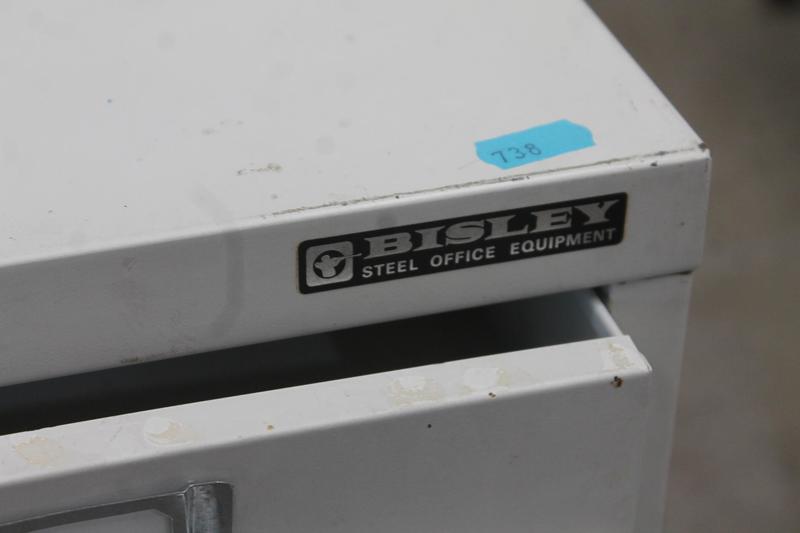 738
BISLEY
STEEL OFFICE EQUIPMENT